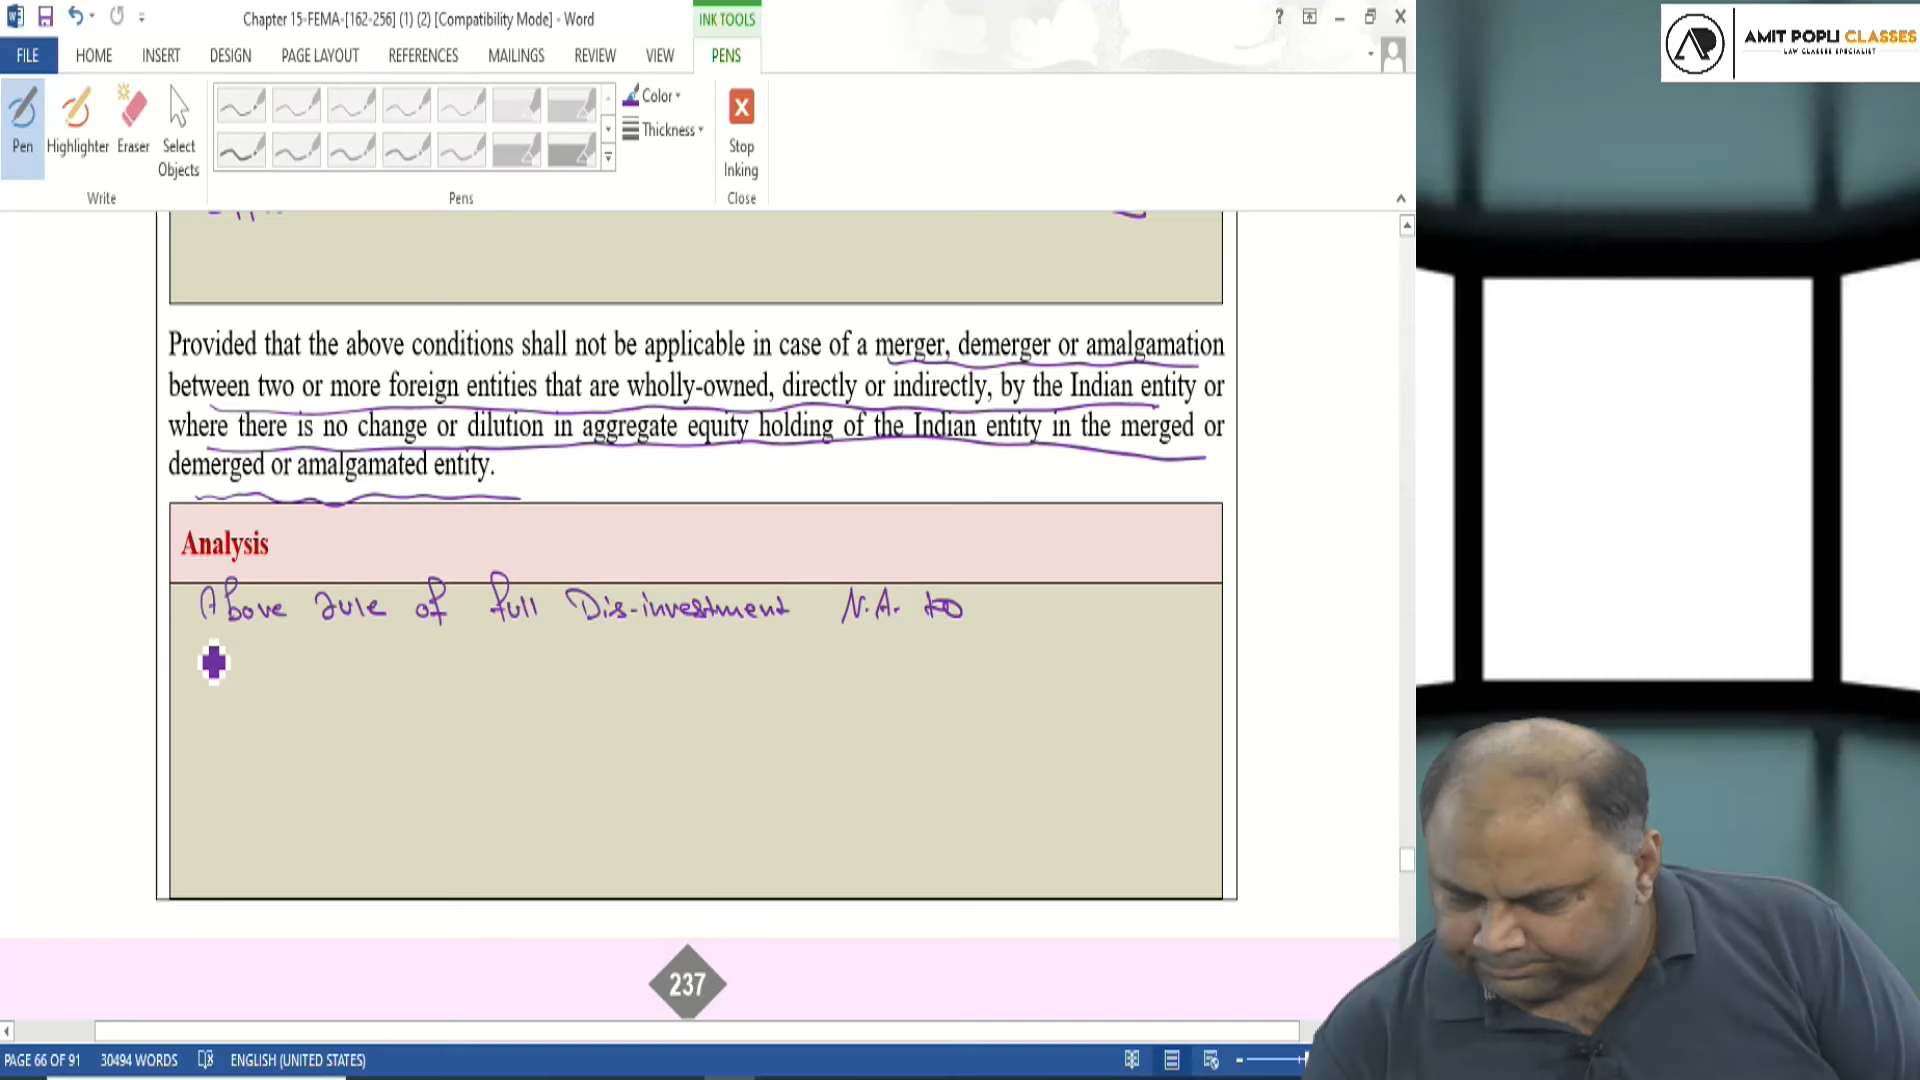 Chapter 15-FEMA-[162-256] (1) (2) [Compatibility Mode] - Word
INK TOOLS
AMIT POPLI CLASSES
LAW CLASSES SPECIALIST
FILE HOME INSERT DESIGN PAGE LAYOUT REFERENCES MAILINGS REVIEW VIEW PENS
Color
Thickness
Pen Highlighter Eraser Select Objects
Stop Inking
Write Pens Close
Provided that the above conditions shall not be applicable in case of a merger, demerger or amalgamation
between two or more foreign entities that are wholly-owned, directly or indirectly, by the Indian entity or
where there is no change or dilution in aggregate equity holding of the Indian entity in the merged or
demerged or amalgamated entity.
Analysis
Above rule of full Dis-investment N.A. to
237
PAGE 66 OF 91 30494 WORDS ENGLISH (UNITED STATES)